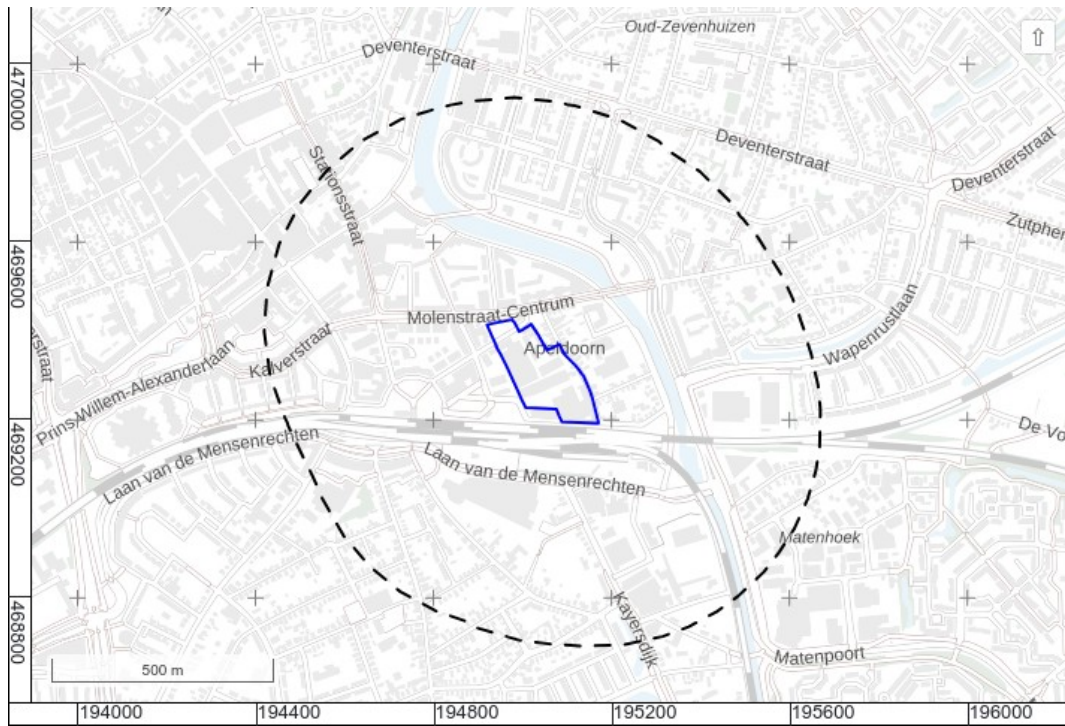 Oud-Zevenhuizen
⇧
Deventerstraat
Deventerstraat
Deventerstraat
Stationsstraat
Zutphen
Molenstraat-Centrum
Apeldoorn
Wapenrustlaan
Kalverstraat
Prins Willem-Alexanderlaan
erstraat
Laan van de Mensenrechten
Laan van de Mensenrechten
De Vo
Matenhoek
Kayersdijk
Matenpoort
500 m
470000
469600
469200
468800
194000
194400
194800
195200
195600
196000